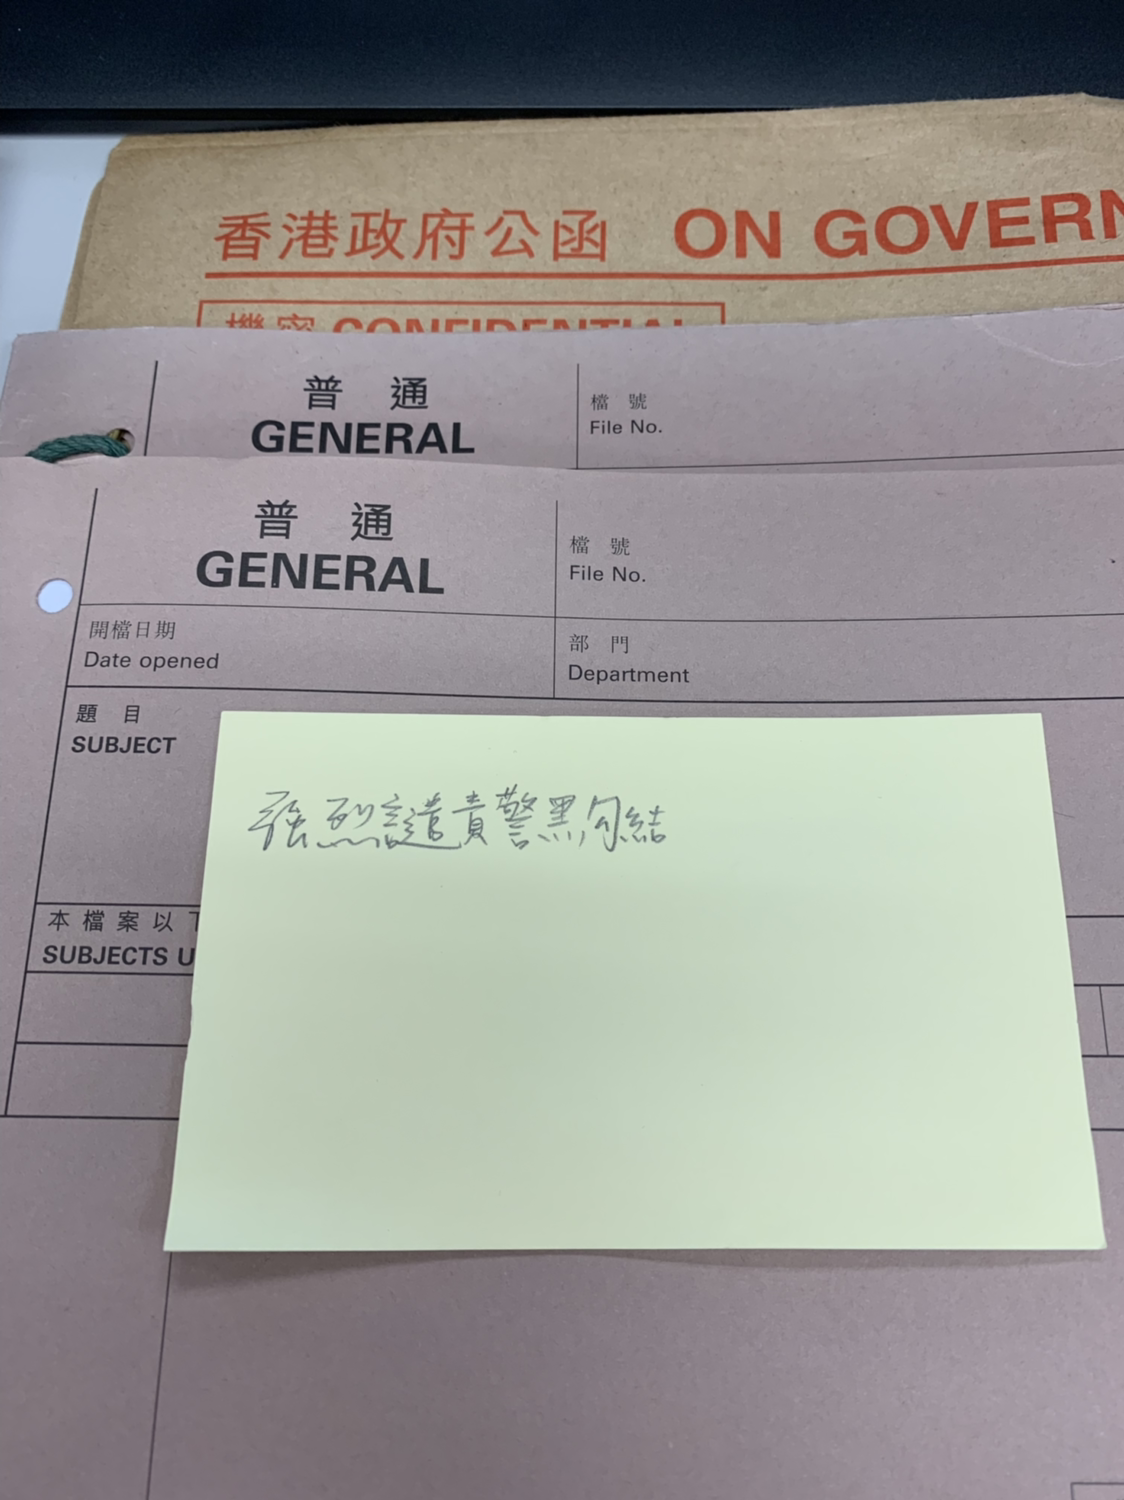 香港政府公函 ON GOVERN
機密 CONFIDENTIAL
普通
GENERAL
檔號
File No.
普通
GENERAL
檔號
File No.
開檔日期
Date opened
部門
Department
題目
SUBJECT
強烈譴責警黑勾結
本檔案以下
SUBJECTS U